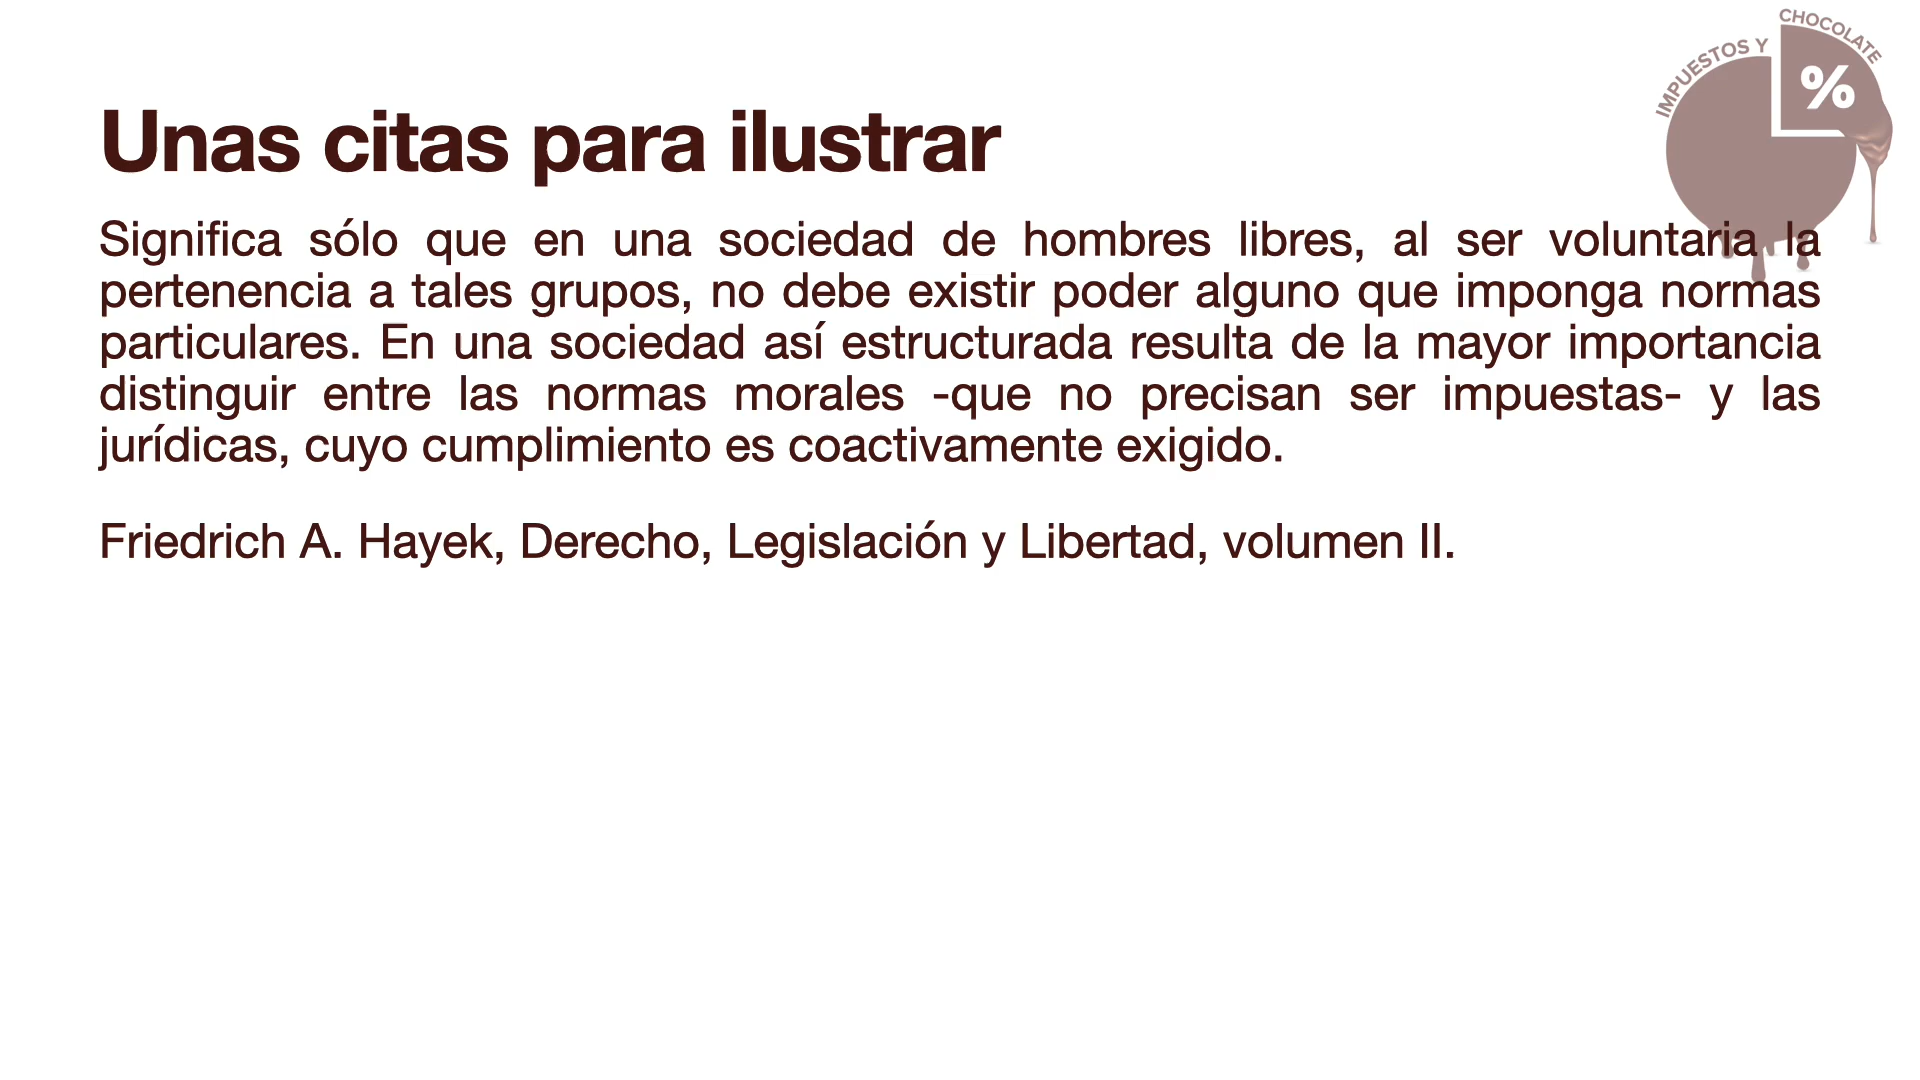 IMPUESTOS Y CHOCOLATE
%
Unas citas para ilustrar
Significa sólo que en una sociedad de hombres libres, al ser voluntaria la
pertenencia a tales grupos, no debe existir poder alguno que imponga normas
particulares. En una sociedad así estructurada resulta de la mayor importancia
distinguir entre las normas morales -que no precisan ser impuestas- y las
jurídicas, cuyo cumplimiento es coactivamente exigido.
Friedrich A. Hayek, Derecho, Legislación y Libertad, volumen II.